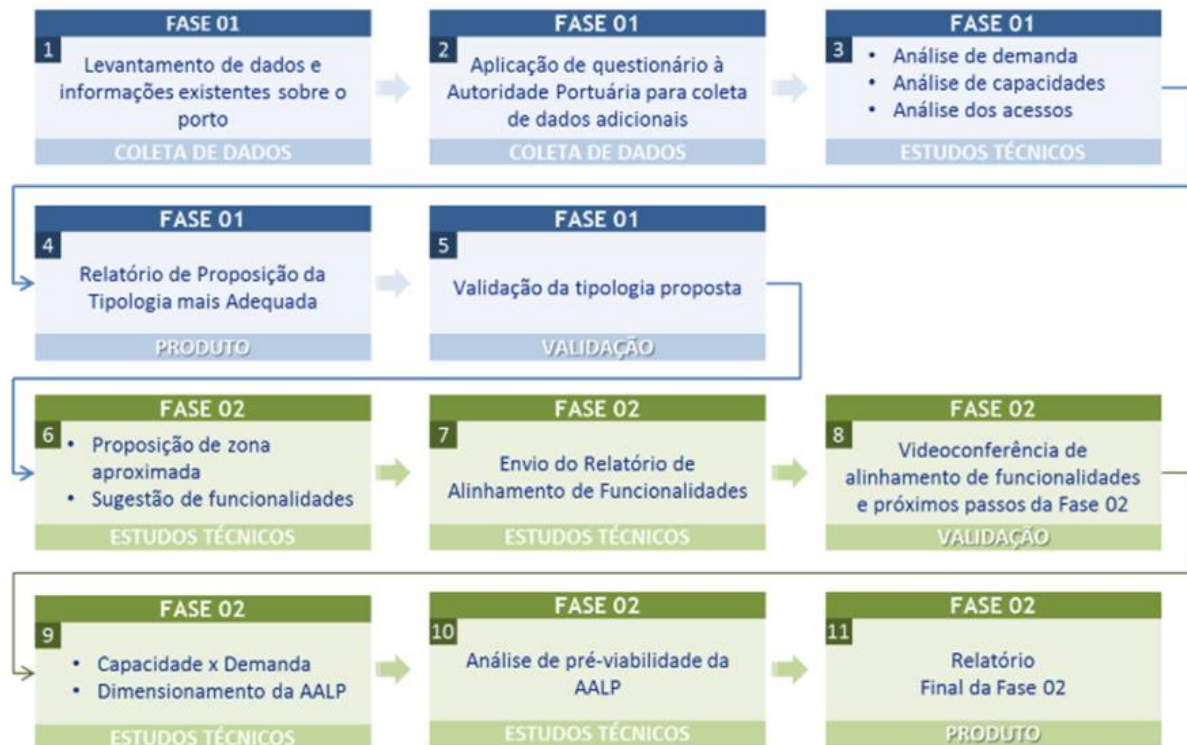 FASE 01
1
Levantamento de dados e
informações existentes sobre o
porto
COLETA DE DADOS
FASE 01
2
Aplicação de questionário à
Autoridade Portuária para coleta
de dados adicionais
COLETA DE DADOS
FASE 01
3
• Análise de demanda
• Análise de capacidades
• Análise dos acessos
ESTUDOS TÉCNICOS
FASE 01
4
Relatório de Proposição da
Tipologia mais Adequada
PRODUTO
FASE 01
5
Validação da tipologia proposta
VALIDAÇÃO
FASE 02
6
• Proposição de zona
aproximada
• Sugestão de funcionalidades
ESTUDOS TÉCNICOS
FASE 02
7
Envio do Relatório de
Alinhamento de Funcionalidades
ESTUDOS TÉCNICOS
FASE 02
8
Videoconferência de
alinhamento de funcionalidades
e próximos passos da Fase 02
VALIDAÇÃO
FASE 02
9
• Capacidade x Demanda
• Dimensionamento da AALP
ESTUDOS TÉCNICOS
FASE 02
10
Análise de pré-viabilidade da
AALP
ESTUDOS TÉCNICOS
FASE 02
11
Relatório
Final da Fase 02
PRODUTO